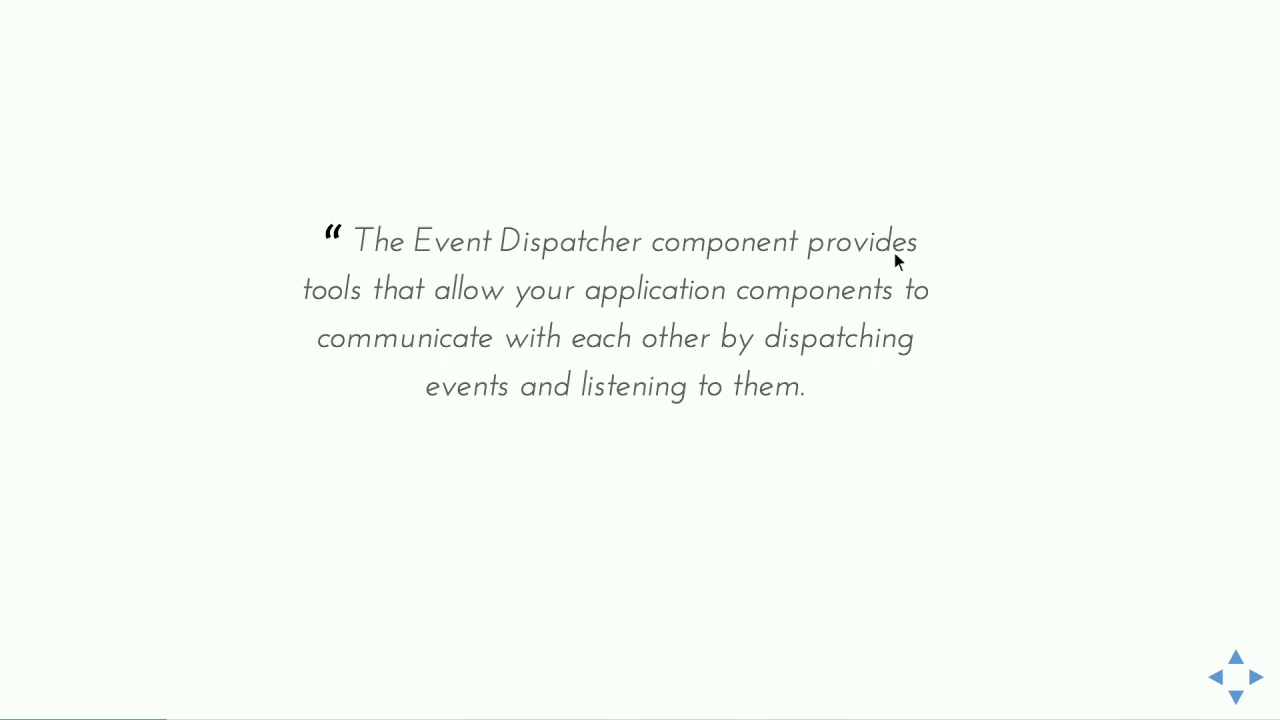 “ The Event Dispatcher component provides
tools that allow your application components to
communicate with each other by dispatching
events and listening to them.